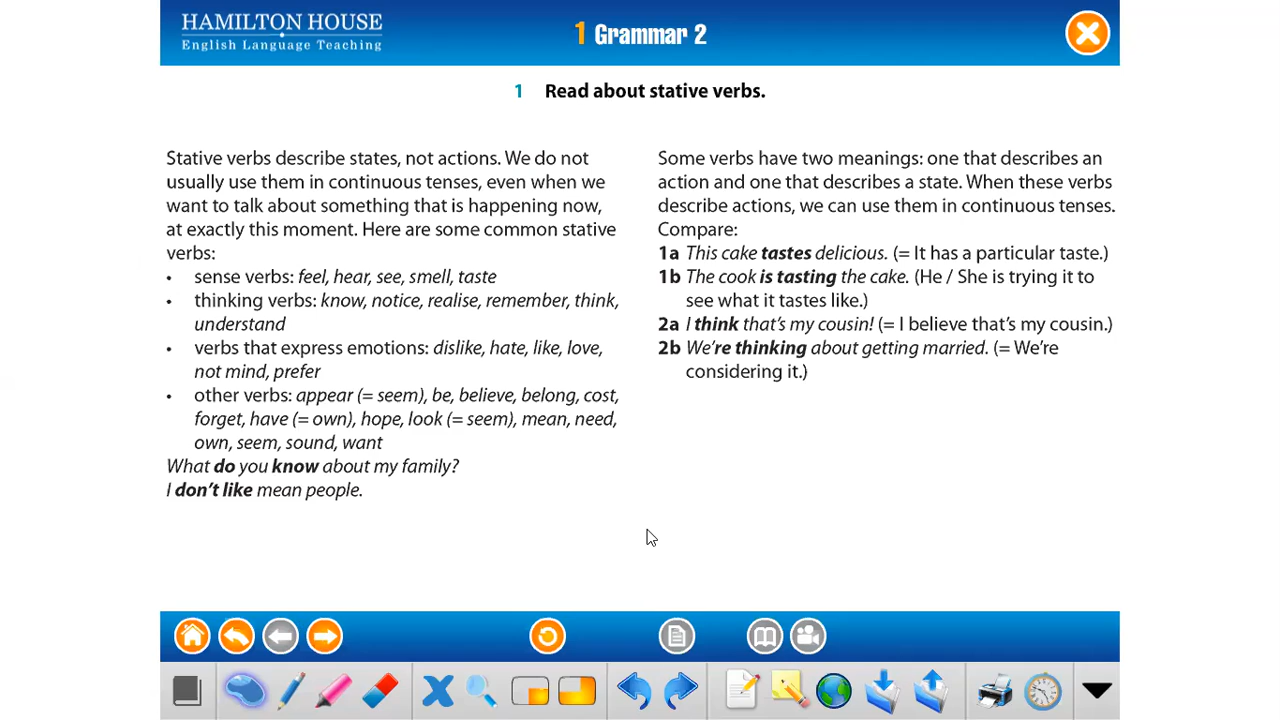 HAMILTON HOUSE
English Language Teaching
1 Grammar 2
1 Read about stative verbs.
Stative verbs describe states, not actions. We do not
usually use them in continuous tenses, even when we
want to talk about something that is happening now,
at exactly this moment. Here are some common stative
verbs:
• sense verbs: feel, hear, see, smell, taste
• thinking verbs: know, notice, realise, remember, think,
understand
• verbs that express emotions: dislike, hate, like, love,
not mind, prefer
• other verbs: appear (= seem), be, believe, belong, cost,
forget, have (= own), hope, look (= seem), mean, need,
own, seem, sound, want
What do you know about my family?
I don't like mean people.
Some verbs have two meanings: one that describes an
action and one that describes a state. When these verbs
describe actions, we can use them in continuous tenses.
Compare:
1a This cake tastes delicious. (= It has a particular taste.)
1b The cook is tasting the cake. (He / She is trying it to
see what it tastes like.)
2a I think that's my cousin! (= I believe that's my cousin.)
2b We're thinking about getting married. (= We're
considering it.)